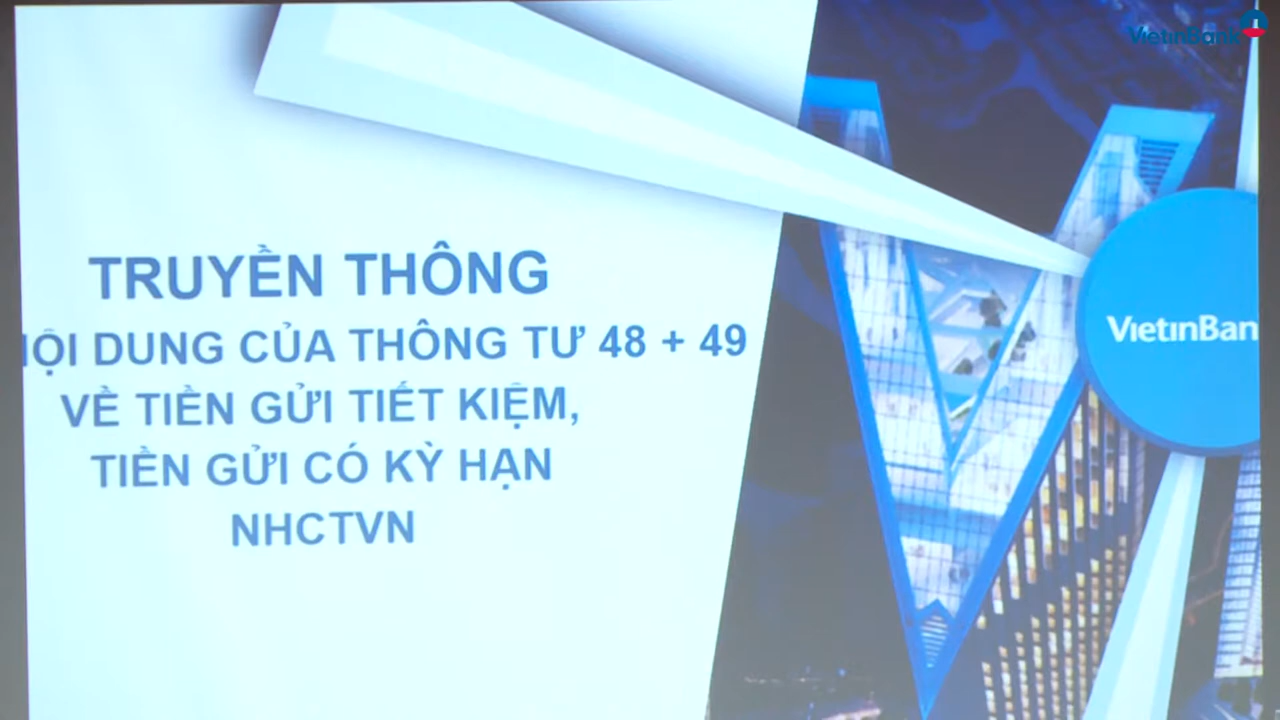 VietinBank
TRUYỀN THÔNG
DUNG CỦA THÔNG TƯ 48 + 49
VỀ TIỀN GỬI TIẾT KIỆM,
TIỀN GỬI CÓ KỲ HẠN
NHCTVN
VietinBan